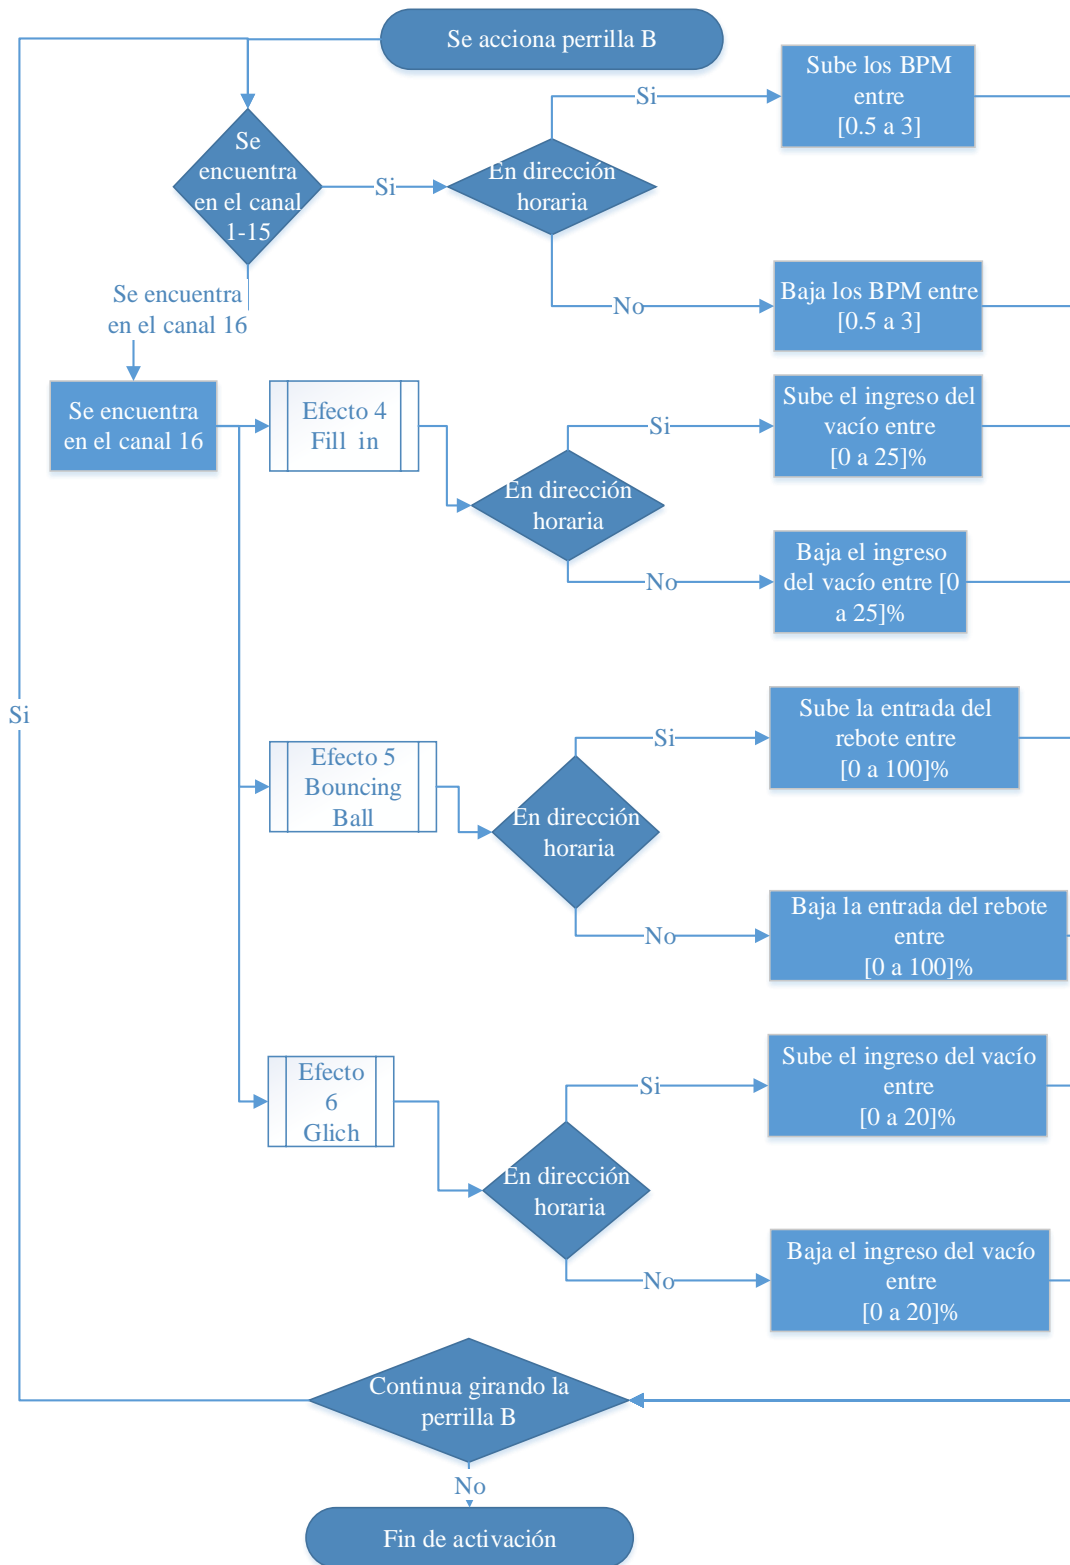 Se acciona perrilla B
Sube los BPM
entre
[0.5 a 3]
Si
Se
encuentra
en el canal
1-15
Si
En dirección
horaria
No
Baja los BPM entre
[0.5 a 3]
Se encuentra
en el canal 16
Se encuentra
en el canal 16
Efecto 4
Fill in
En dirección
horaria
Si
Sube el ingreso del
vacío entre
[0 a 25]%
No
Baja el ingreso
del vacío entre [0
a 25]%
Si
Efecto 5
Bouncing
Ball
En dirección
horaria
Si
Sube la entrada del
rebote entre
[0 a 100]%
No
Baja la entrada del rebote
entre
[0 a 100]%
Efecto
6
Glich
En dirección
horaria
Si
Sube el ingreso del vacío
entre
[0 a 20]%
No
Baja el ingreso del vacío
entre
[0 a 20]%
Continua girando la
perrilla B
No
Fin de activación